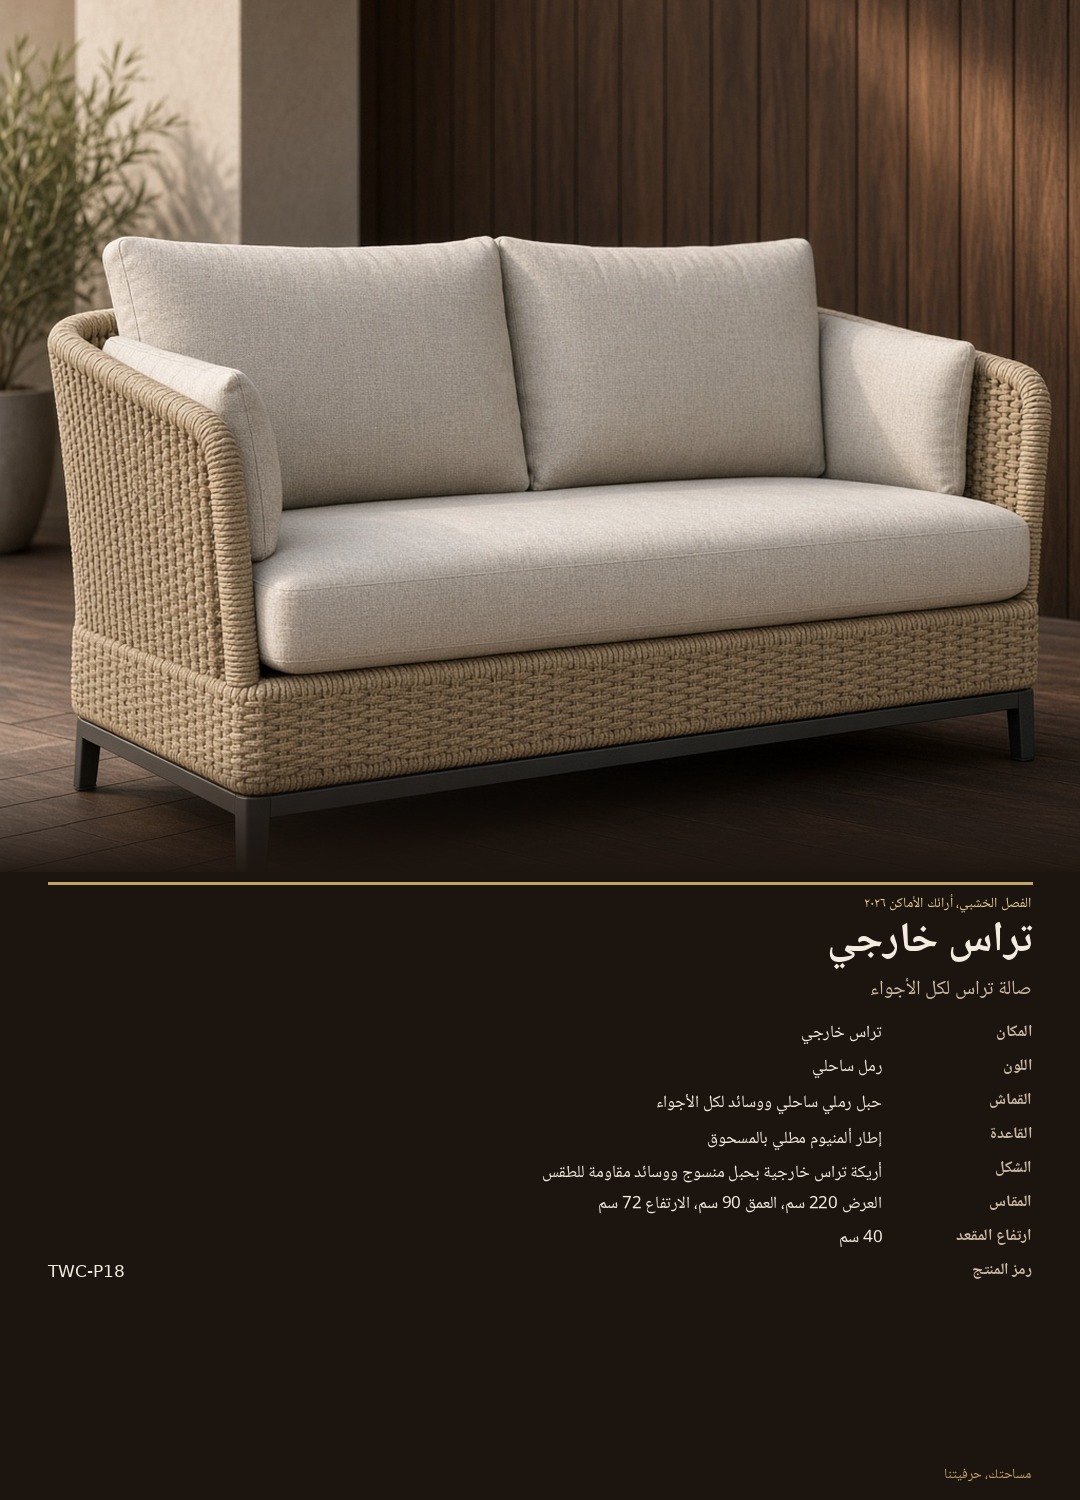 الفصل الخشبي، أرائك الأماكن ٢٠٢٦
تراس خارجي
صالة تراس لكل الأجواء
المكان تراس خارجي
اللون رمل ساحلي
القماش حبل رملي ساحلي ووسائد لكل الأجواء
القاعدة إطار ألمنيوم مطلي بالمسحوق
الشكل أريكة تراس خارجية بحبل منسوج ووسائد مقاومة للطقس
المقاس العرض 220 سم، العمق 90 سم، الارتفاع 72 سم
ارتفاع المقعد 40 سم
رمز المنتج TWC-P18
مساحتك، حرفيتنا